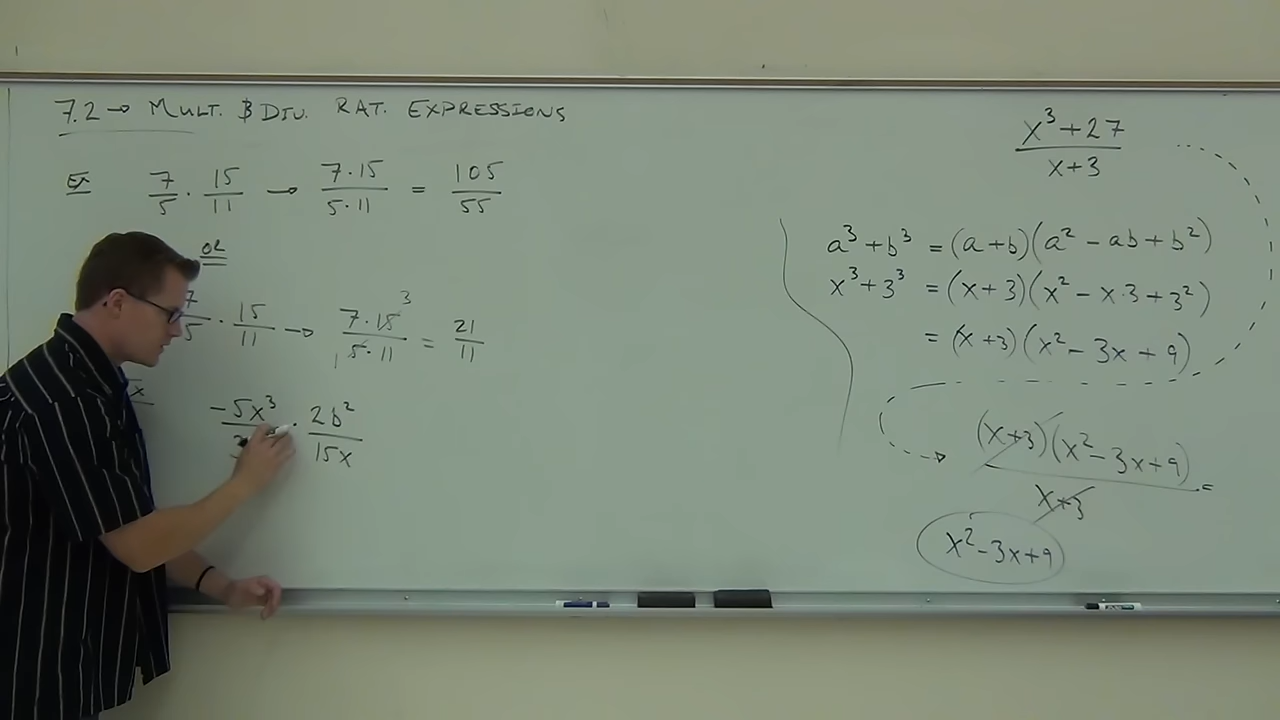 7.2 → MULT. & DIV. RAT. EXPRESSIONS
Ex 7/5 · 15/11 → 7·15/5·11 = 105/55
OR
7/5 · 15/11 → 7·15³/₁5·11 = 21/11
-5x³ · 2b²/15x
x³+27/x+3
a³+b³ = (a+b)(a²-ab+b²)
x³+3³ = (x+3)(x²-x·3+3²)
= (x+3)(x²-3x+9)
(x+3)(x²-3x+9)/x+3 =
x²-3x+9